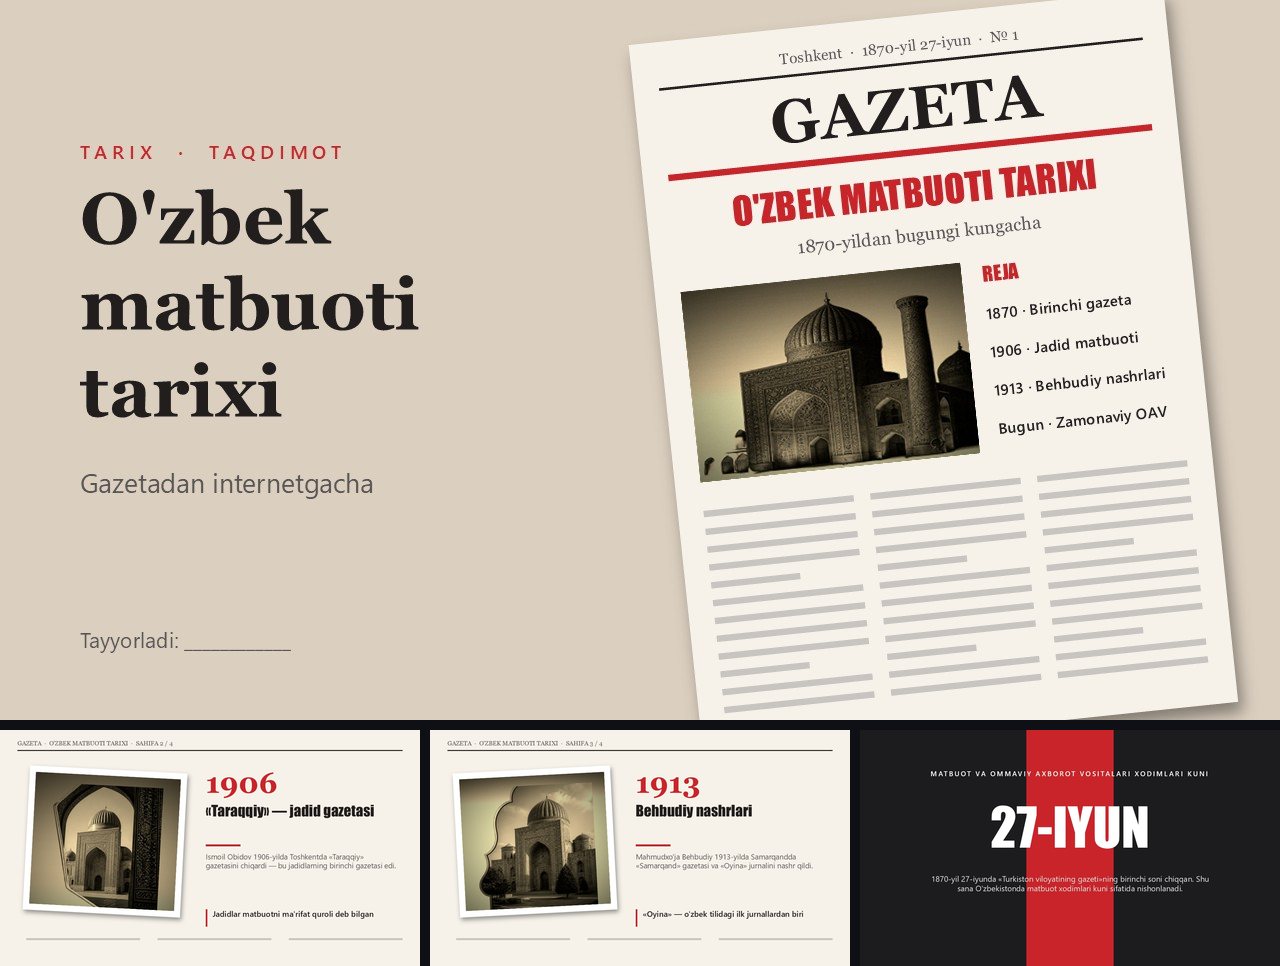 TARIX · TAQDIMOT
O'zbek
matbuoti
tarixi
Gazetadan internetgacha
Tayyorladi: ____________
Toshkent · 1870-yil 27-iyun · № 1
GAZETA
O'ZBEK MATBUOTI TARIXI
1870-yildan bugungi kungacha
REJA
1870 · Birinchi gazeta
1906 · Jadid matbuoti
1913 · Behbudiy nashrlari
Bugun · Zamonaviy OAV
GAZETA · O'ZBEK MATBUOTI TARIXI · SAHIFA 2 / 4
1906
«Taraqqiy» — jadid gazetasi
Ismoil Obidov 1906-yilda Toshkentda «Taraqqiy»
gazetasini chiqardi — bu jadidlarning birinchi gazetasi edi.
Jadidlar matbuotni ma'rifat quroli deb bilgan
GAZETA · O'ZBEK MATBUOTI TARIXI · SAHIFA 3 / 4
1913
Behbudiy nashrlari
Mahmudxo'ja Behbudiy 1913-yilda Samarqandda
«Samarqand» gazetasi va «Oyina» jurnalini nashr qildi.
«Oyina» — o'zbek tilidagi ilk jurnallardan biri
MATBUOT VA OMMAVIY AXBOROT VOSITALARI XODIMLARI KUNI
27-IYUN
1870-yil 27-iyunda «Turkiston viloyatining gazeti»ning birinchi soni chiqqan. Shu
sana O'zbekistonda matbuot xodimlari kuni sifatida nishonlanadi.